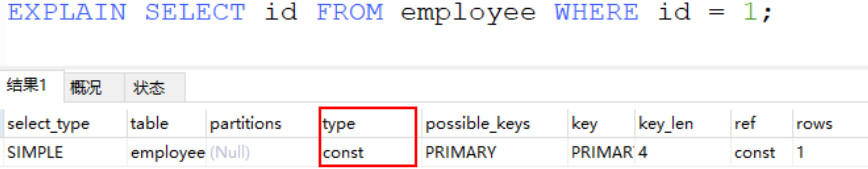 EXPLAIN SELECT id FROM employee WHERE id = 1;
结果1 概况 状态
select_type table partitions type possible_keys key key_len ref rows
SIMPLE employee (Null) const PRIMARY PRIMAR 4 const 1